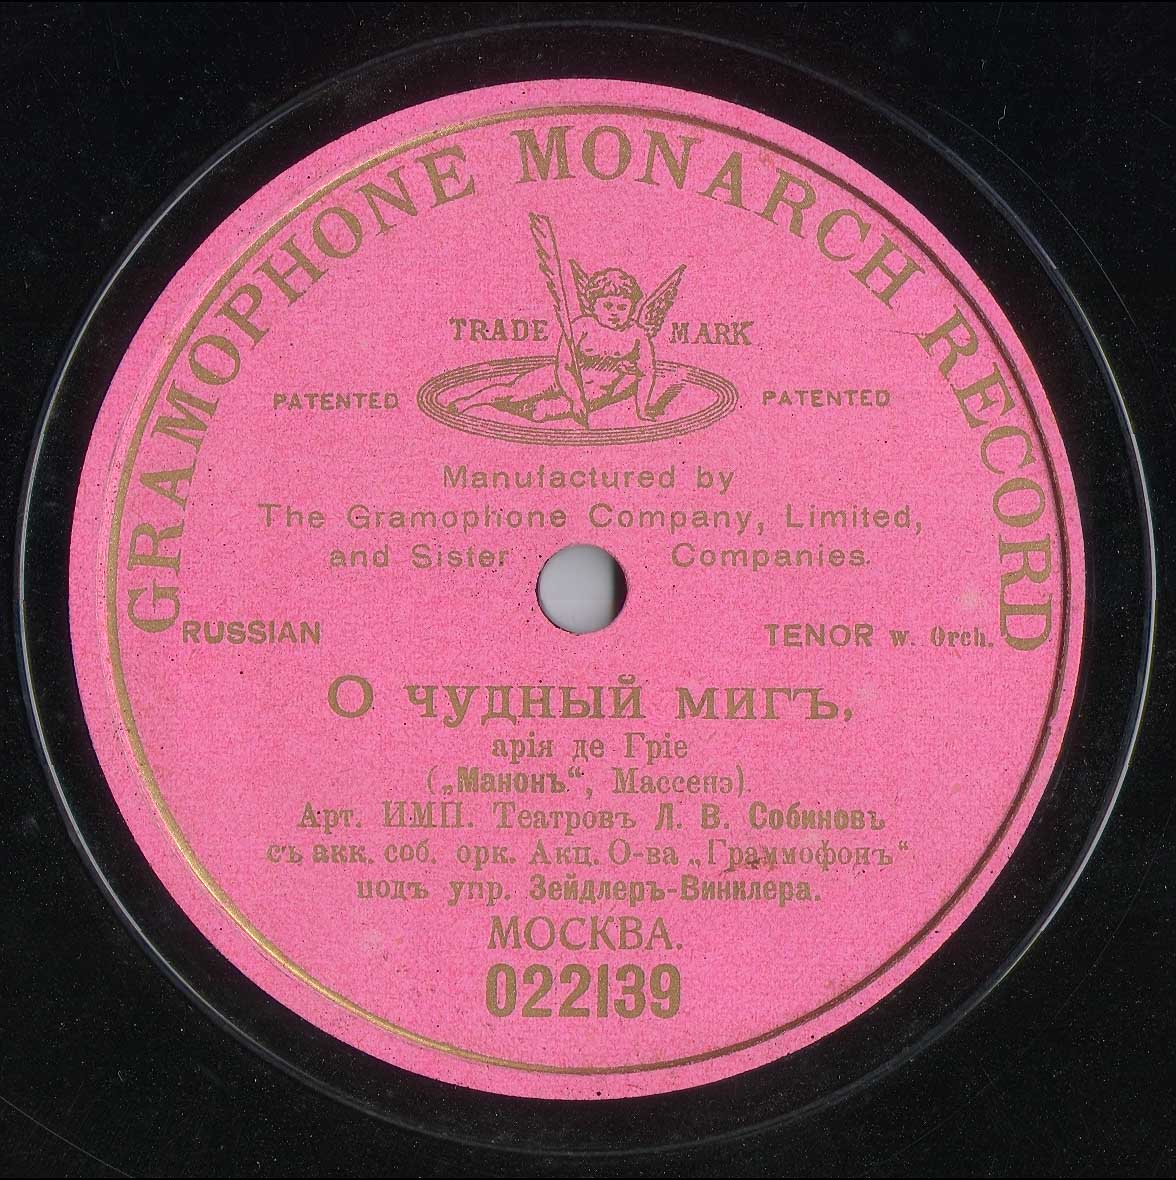 GRAMOPHONE MONARCH RECORD
TRADE MARK
PATENTED PATENTED
Manufactured by
The Gramophone Company, Limited,
and Sister Companies.
RUSSIAN TENOR w. Orch.
О чудный мигъ,
арія де Гріе
(„Манонъ“, Массенэ).
Арт. ИМП. Театровъ Л. В. Собиновъ
съ акк. соб. орк. Акц. О-ва „Граммофонъ“
подъ упр. Зейдлеръ-Винклера.
МОСКВА.
022139